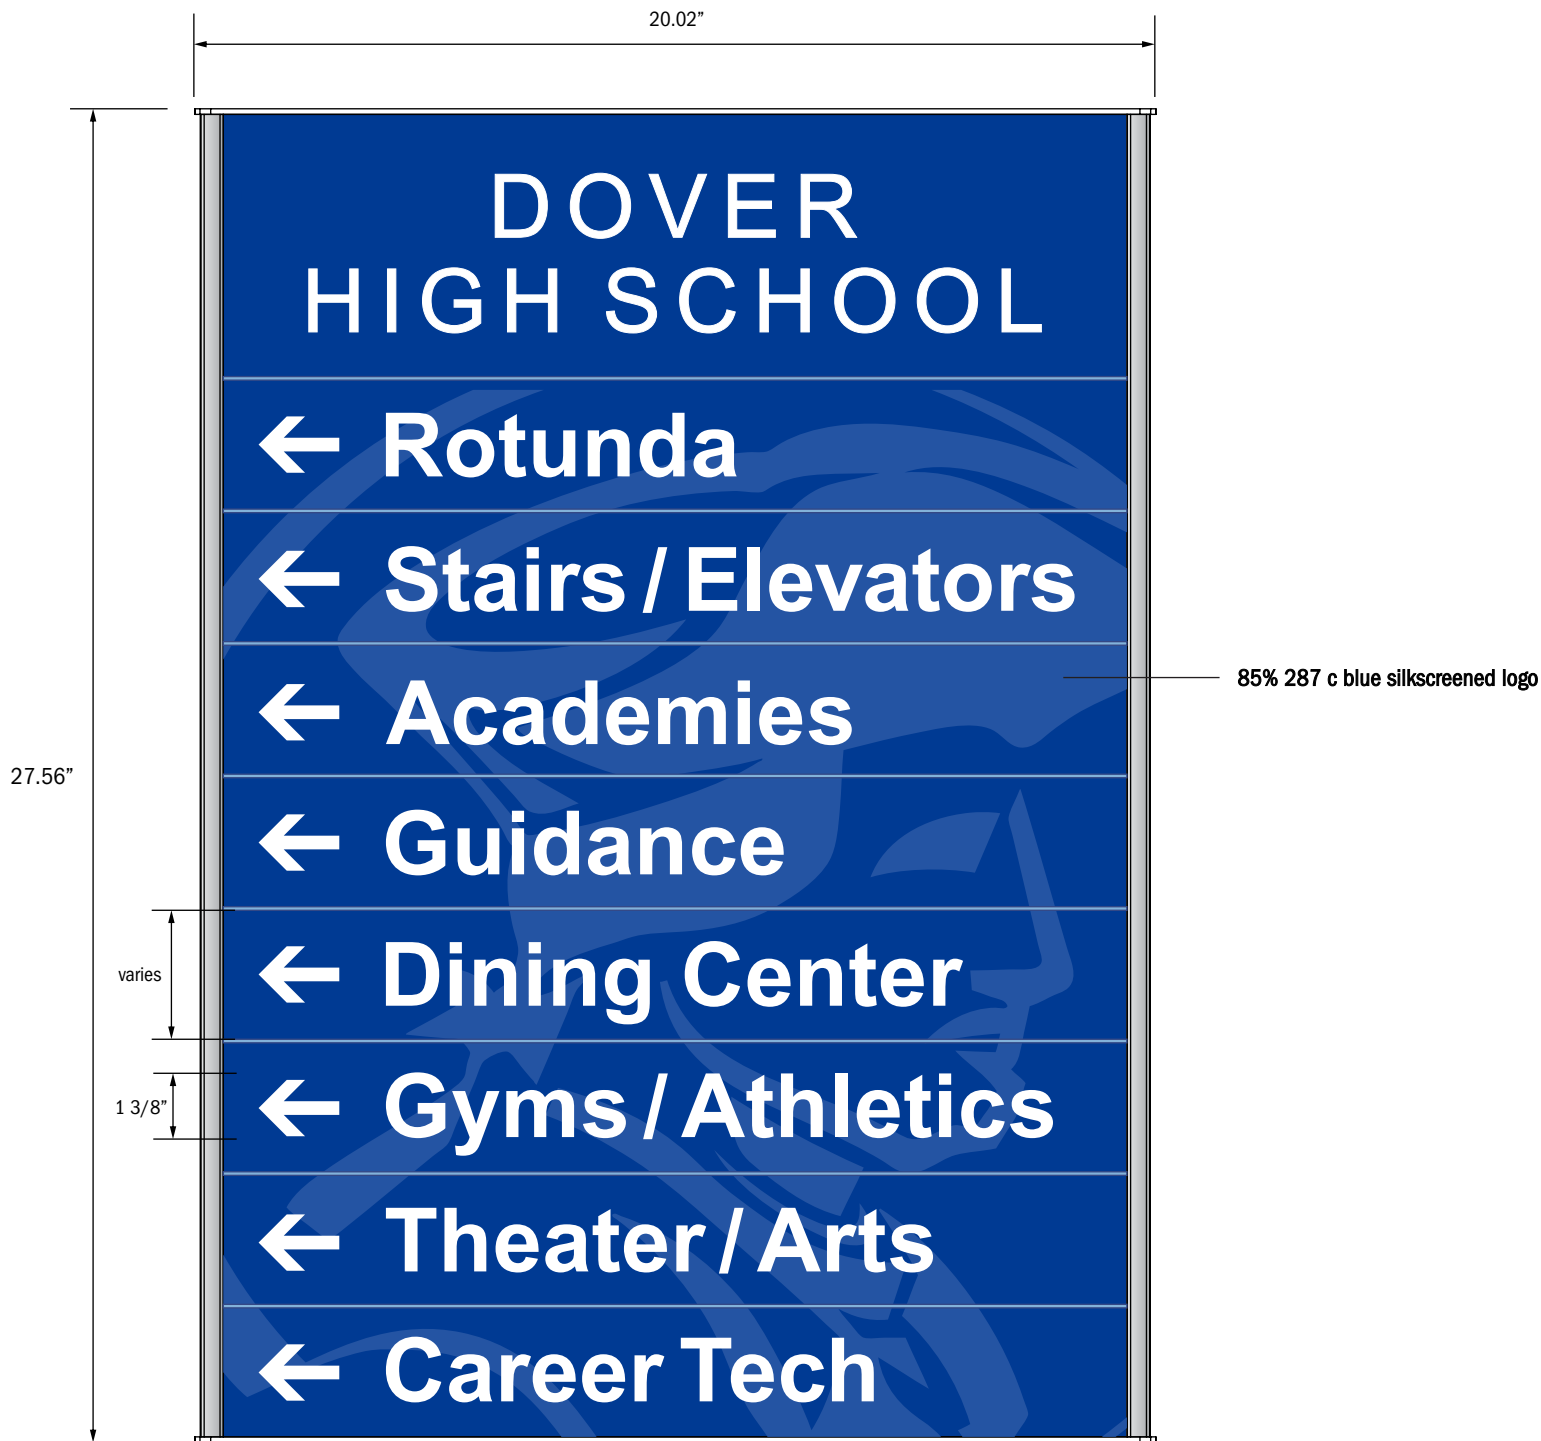 20.02”
DOVER
HIGH SCHOOL
Rotunda
Stairs / Elevators
Academies
85% 287 c blue silkscreened logo
27.56”
Guidance
Dining Center
varies
Gyms / Athletics
1 3/8”
Theater / Arts
Career Tech